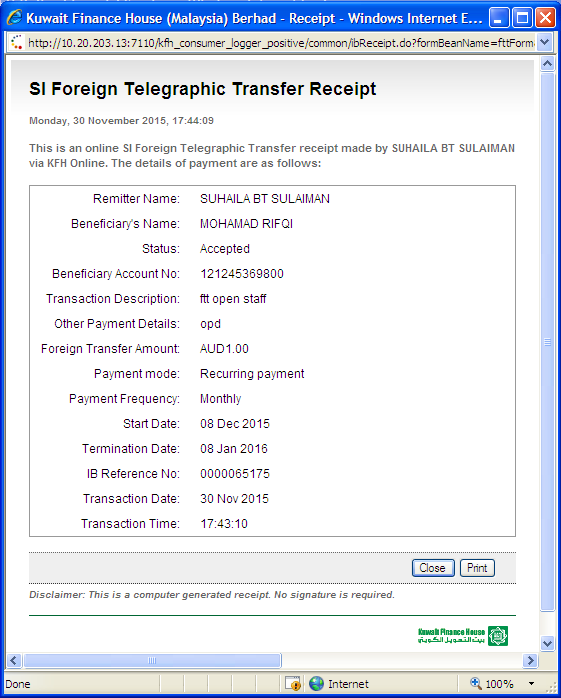 Kuwait Finance House (Malaysia) Berhad - Receipt - Windows Internet E...
http://10.20.203.13:7110/kfh_consumer_logger_positive/common/ibReceipt.do?formBeanName=fttForm
SI Foreign Telegraphic Transfer Receipt
Monday, 30 November 2015, 17:44:09
This is an online SI Foreign Telegraphic Transfer receipt made by SUHAILA BT SULAIMAN
via KFH Online. The details of payment are as follows:
Remitter Name: SUHAILA BT SULAIMAN
Beneficiary's Name: MOHAMAD RIFQI
Status: Accepted
Beneficiary Account No: 121245369800
Transaction Description: ftt open staff
Other Payment Details: opd
Foreign Transfer Amount: AUD1.00
Payment mode: Recurring payment
Payment Frequency: Monthly
Start Date: 08 Dec 2015
Termination Date: 08 Jan 2016
IB Reference No: 0000065175
Transaction Date: 30 Nov 2015
Transaction Time: 17:43:10
Close Print
Disclaimer: This is a computer generated receipt. No signature is required.
Kuwait Finance House
بيت التمويل الكويتي
Done Internet 100%